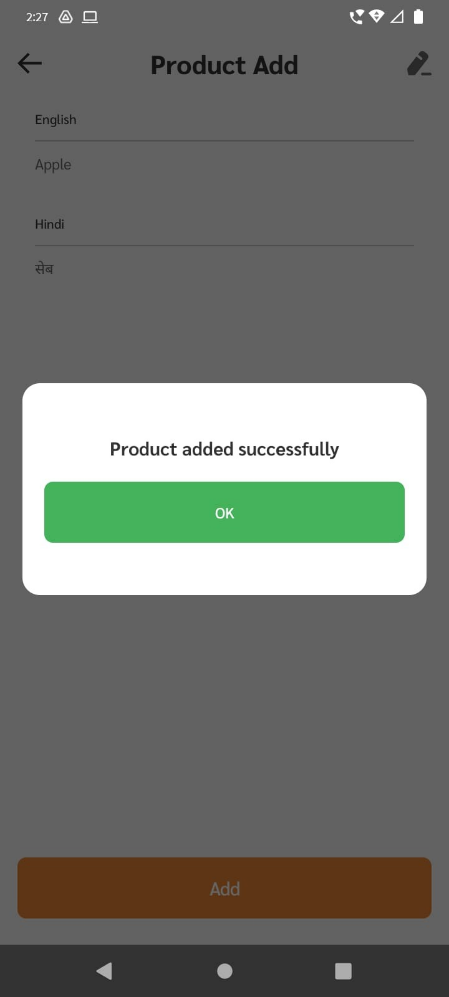 2:27
Product Add
English
Apple
Hindi
सेब
Product added successfully
OK
Add